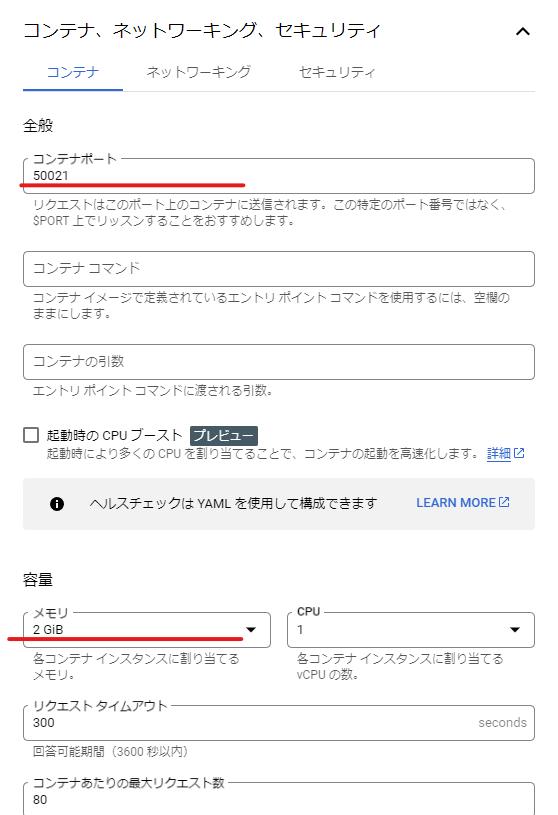 コンテナ、ネットワーキング、セキュリティ
コンテナ ネットワーキング セキュリティ
全般
コンテナポート
50021
リクエストはこのポート上のコンテナに送信されます。この特定のポート番号ではなく、
$PORT 上でリッスンすることをおすすめします。
コンテナ コマンド
コンテナ イメージで定義されているエントリ ポイント コマンドを使用するには、空欄の
ままにします。
コンテナの引数
エントリ ポイント コマンドに渡される引数。
起動時の CPU ブースト プレビュー
起動時により多くの CPU を割り当てることで、コンテナの起動を高速化します。 詳細
ヘルスチェックは YAML を使用して構成できます LEARN MORE
容量
メモリ
2 GiB
CPU
1
各コンテナ インスタンスに割り当てる
メモリ。
各コンテナ インスタンスに割り当てる
vCPU の数。
リクエスト タイムアウト
300 seconds
回答可能期間（3600 秒以内）
コンテナあたりの最大リクエスト数
80